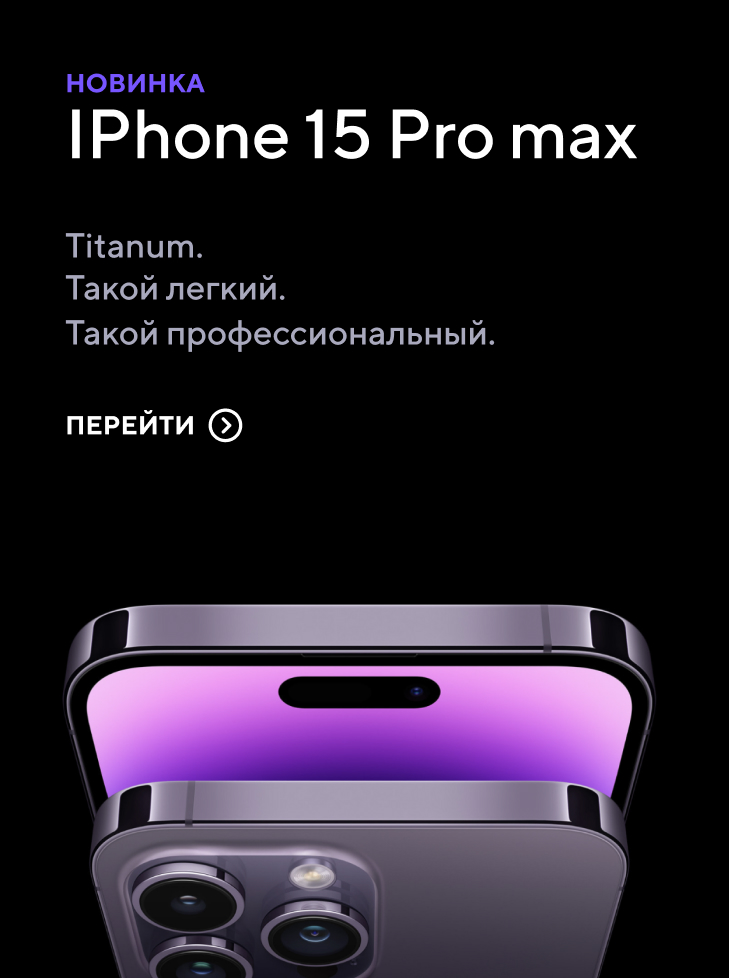 НОВИНКА
IPhone 15 Pro max
Titanum.
Такой легкий.
Такой профессиональный.
ПЕРЕЙТИ